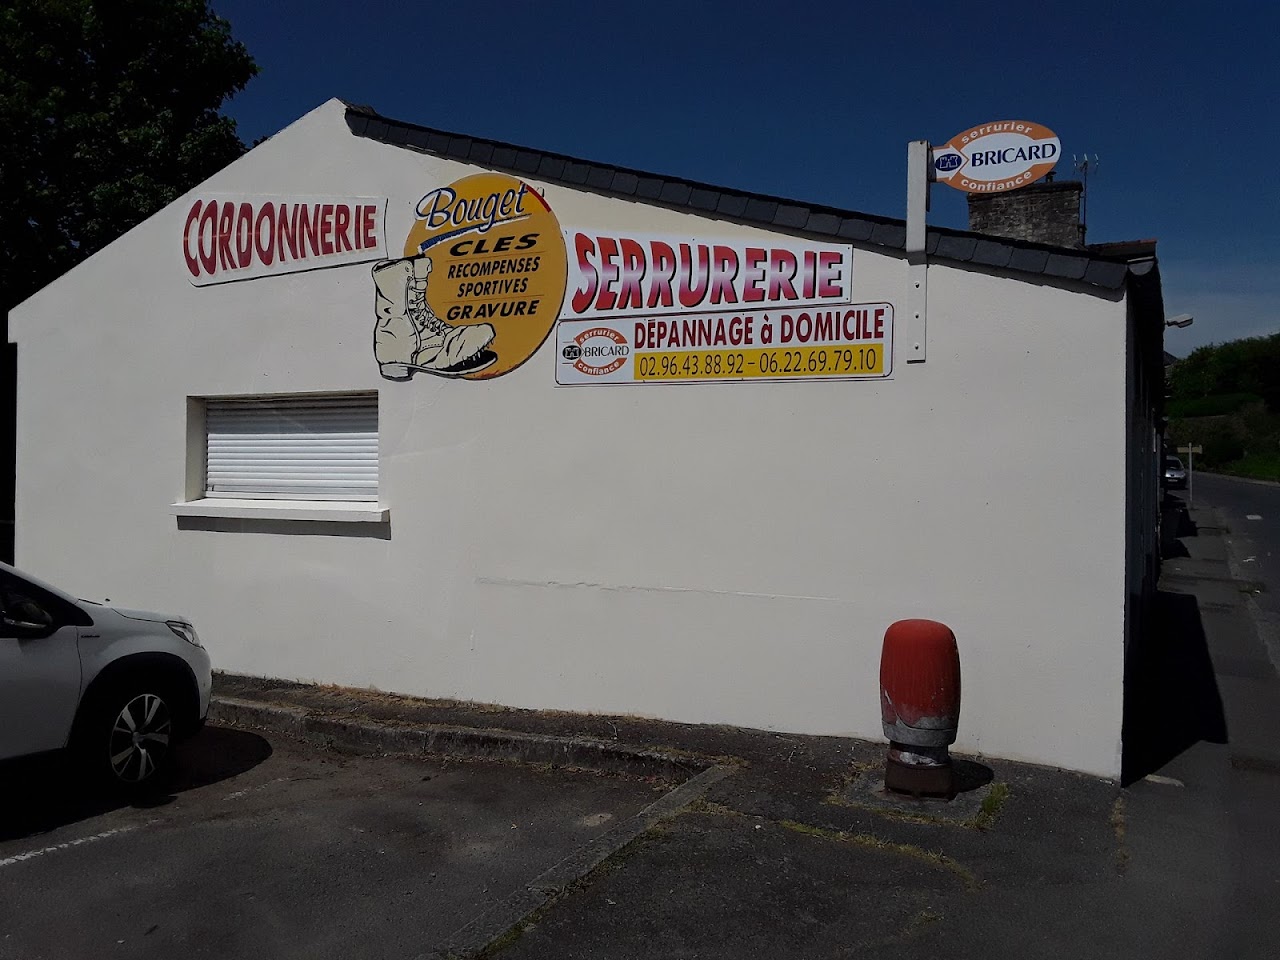 CORDONNERIE
Bouget
CLES
RECOMPENSES
SPORTIVES
GRAVURE
SERRURERIE
serrurier
BRICARD
confiance
DÉPANNAGE à DOMICILE
02.96.43.88.92 - 06.22.69.79.10
serrurier
BRICARD
confiance